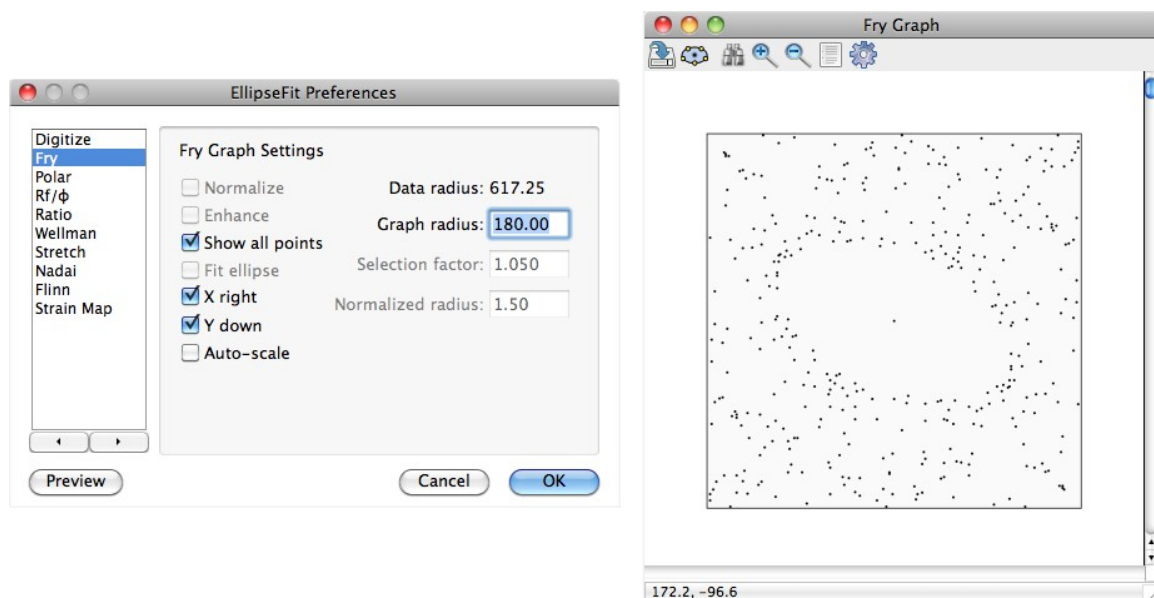 EllipseFit Preferences
Digitize
Fry
Polar
Rf/ϕ
Ratio
Wellman
Stretch
Nadai
Flinn
Strain Map
Fry Graph Settings
Normalize
Enhance
Show all points
Fit ellipse
X right
Y down
Auto-scale
Data radius: 617.25
Graph radius: 180.00
Selection factor: 1.050
Normalized radius: 1.50
Preview
Cancel
OK
Fry Graph
172.2, -96.6